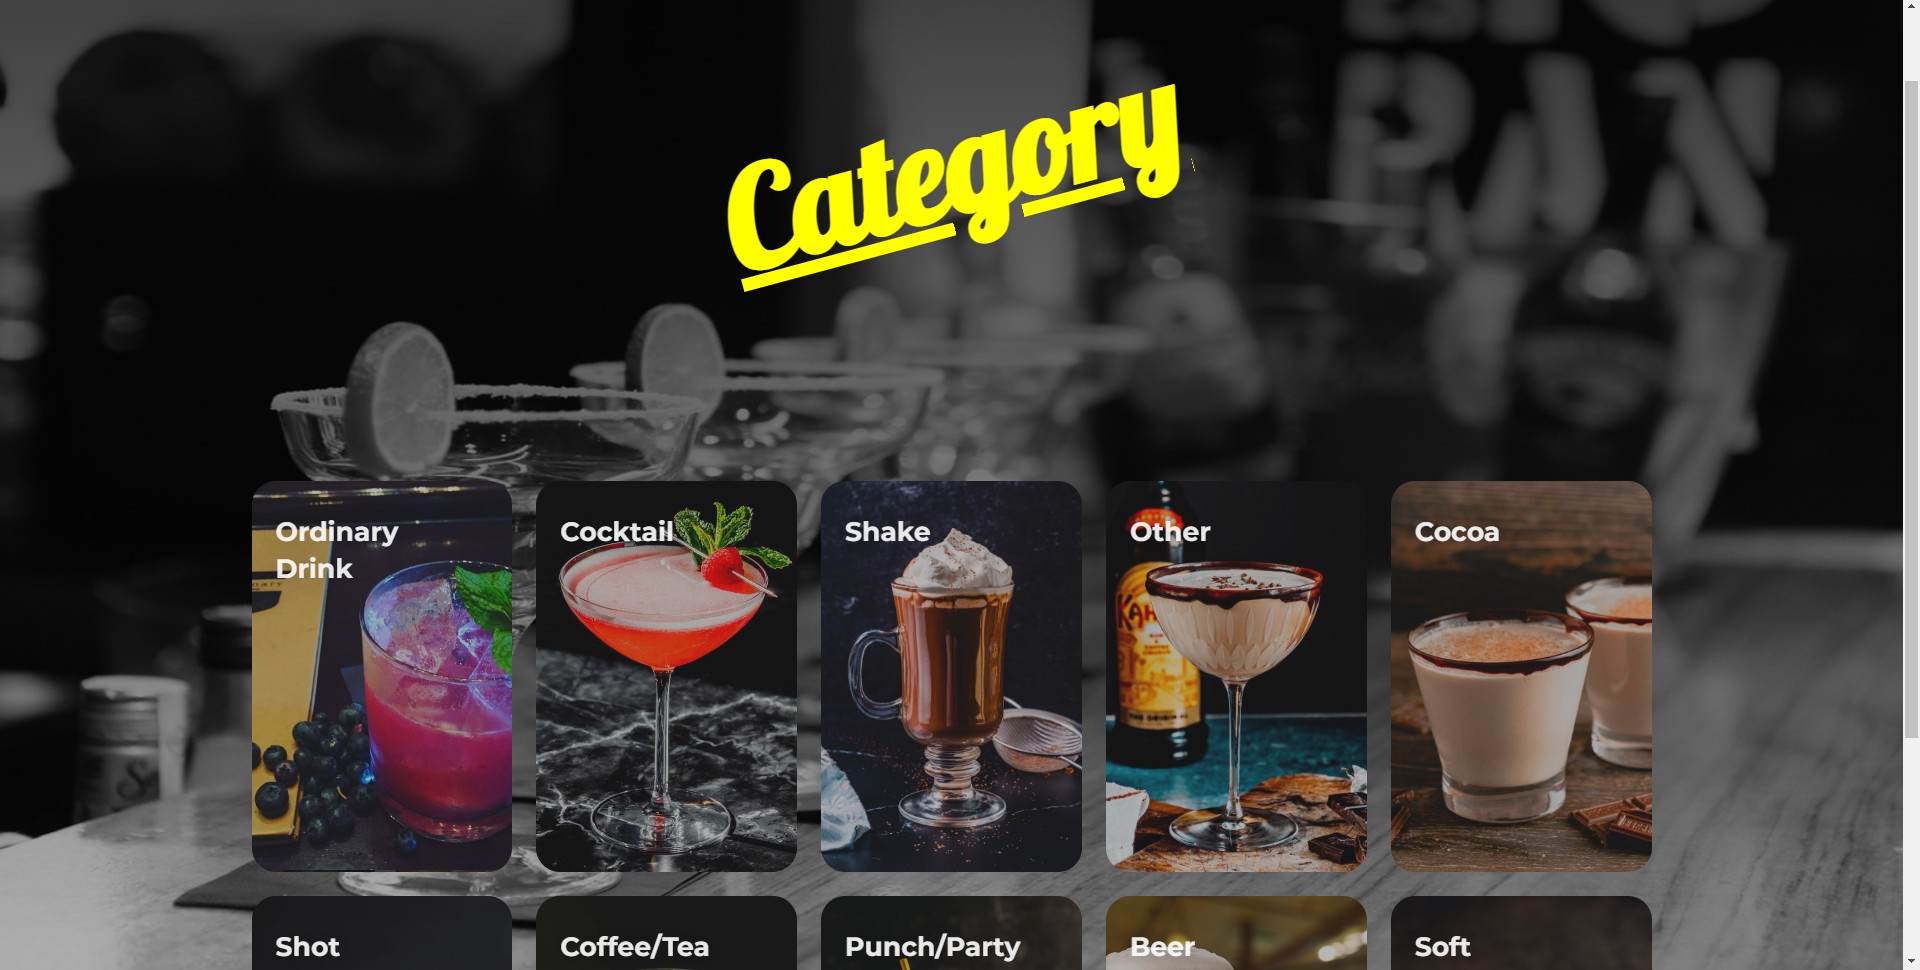 Category
Ordinary
Drink
Cocktail
Shake
Other
Cocoa
Shot
Coffee/Tea
Punch/Party
Beer
Soft